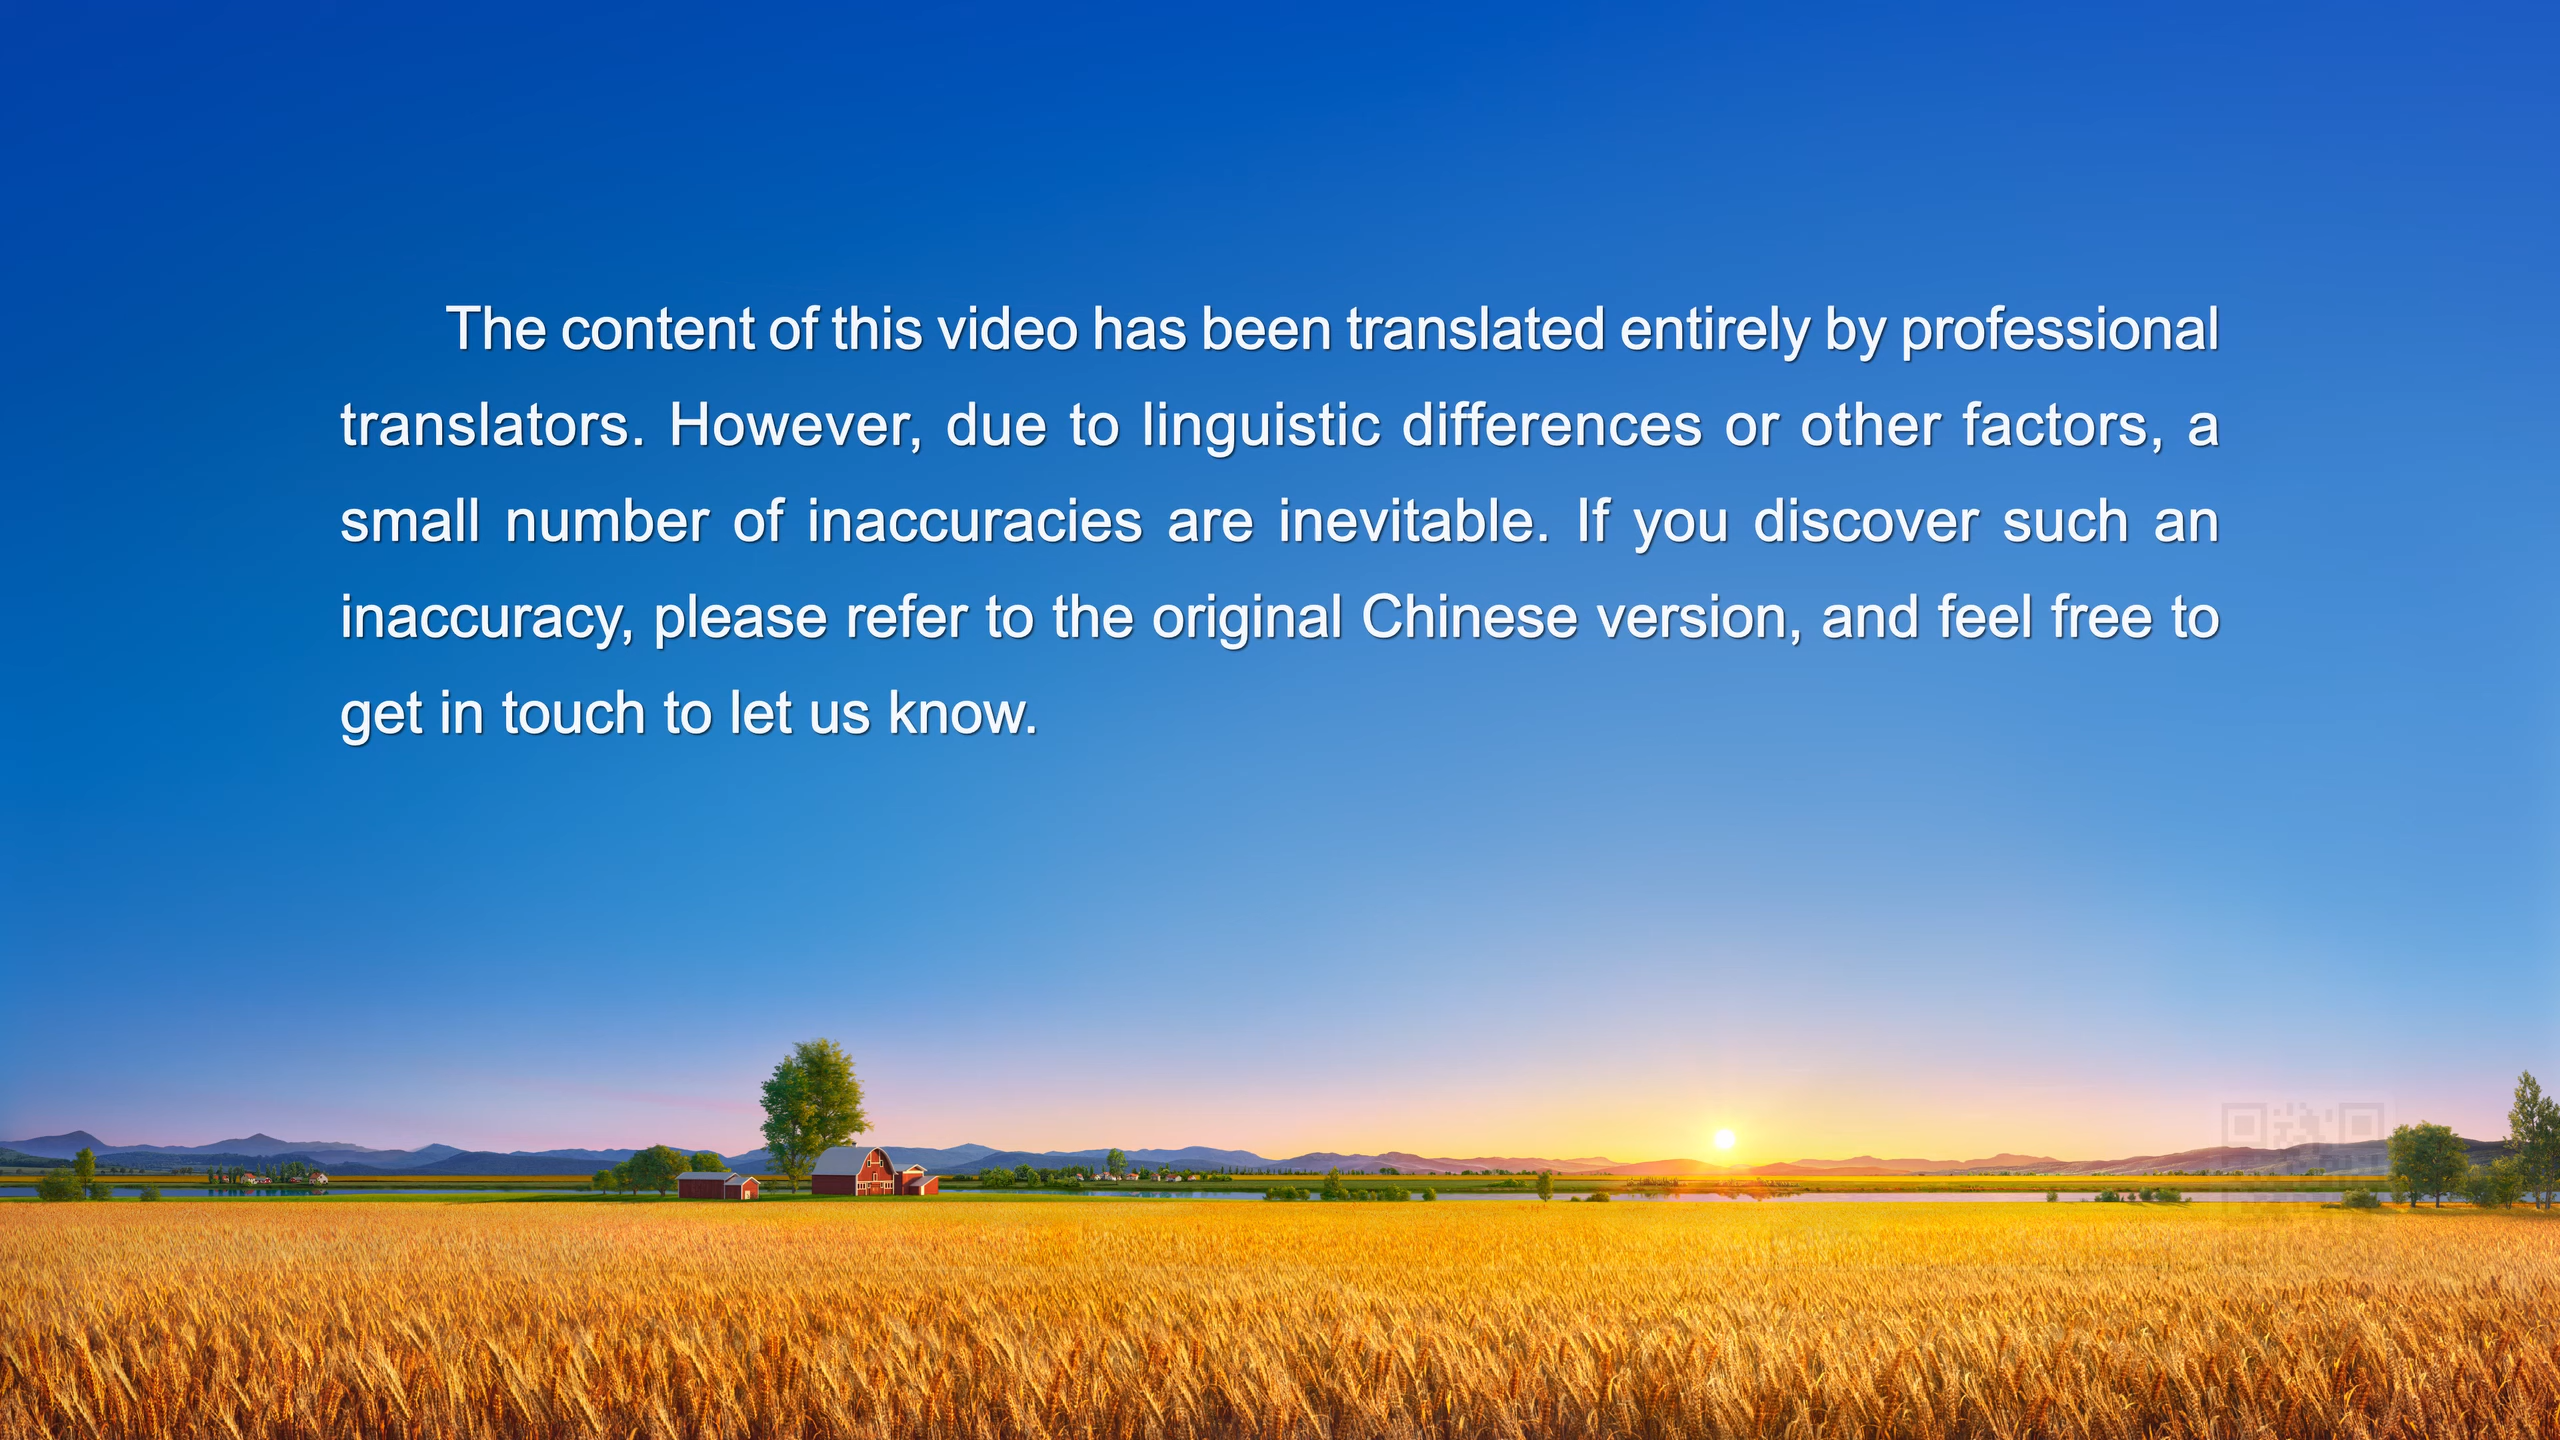 The content of this video has been translated entirely by professional
translators. However, due to linguistic differences or other factors, a
small number of inaccuracies are inevitable. If you discover such an
inaccuracy, please refer to the original Chinese version, and feel free to
get in touch to let us know.